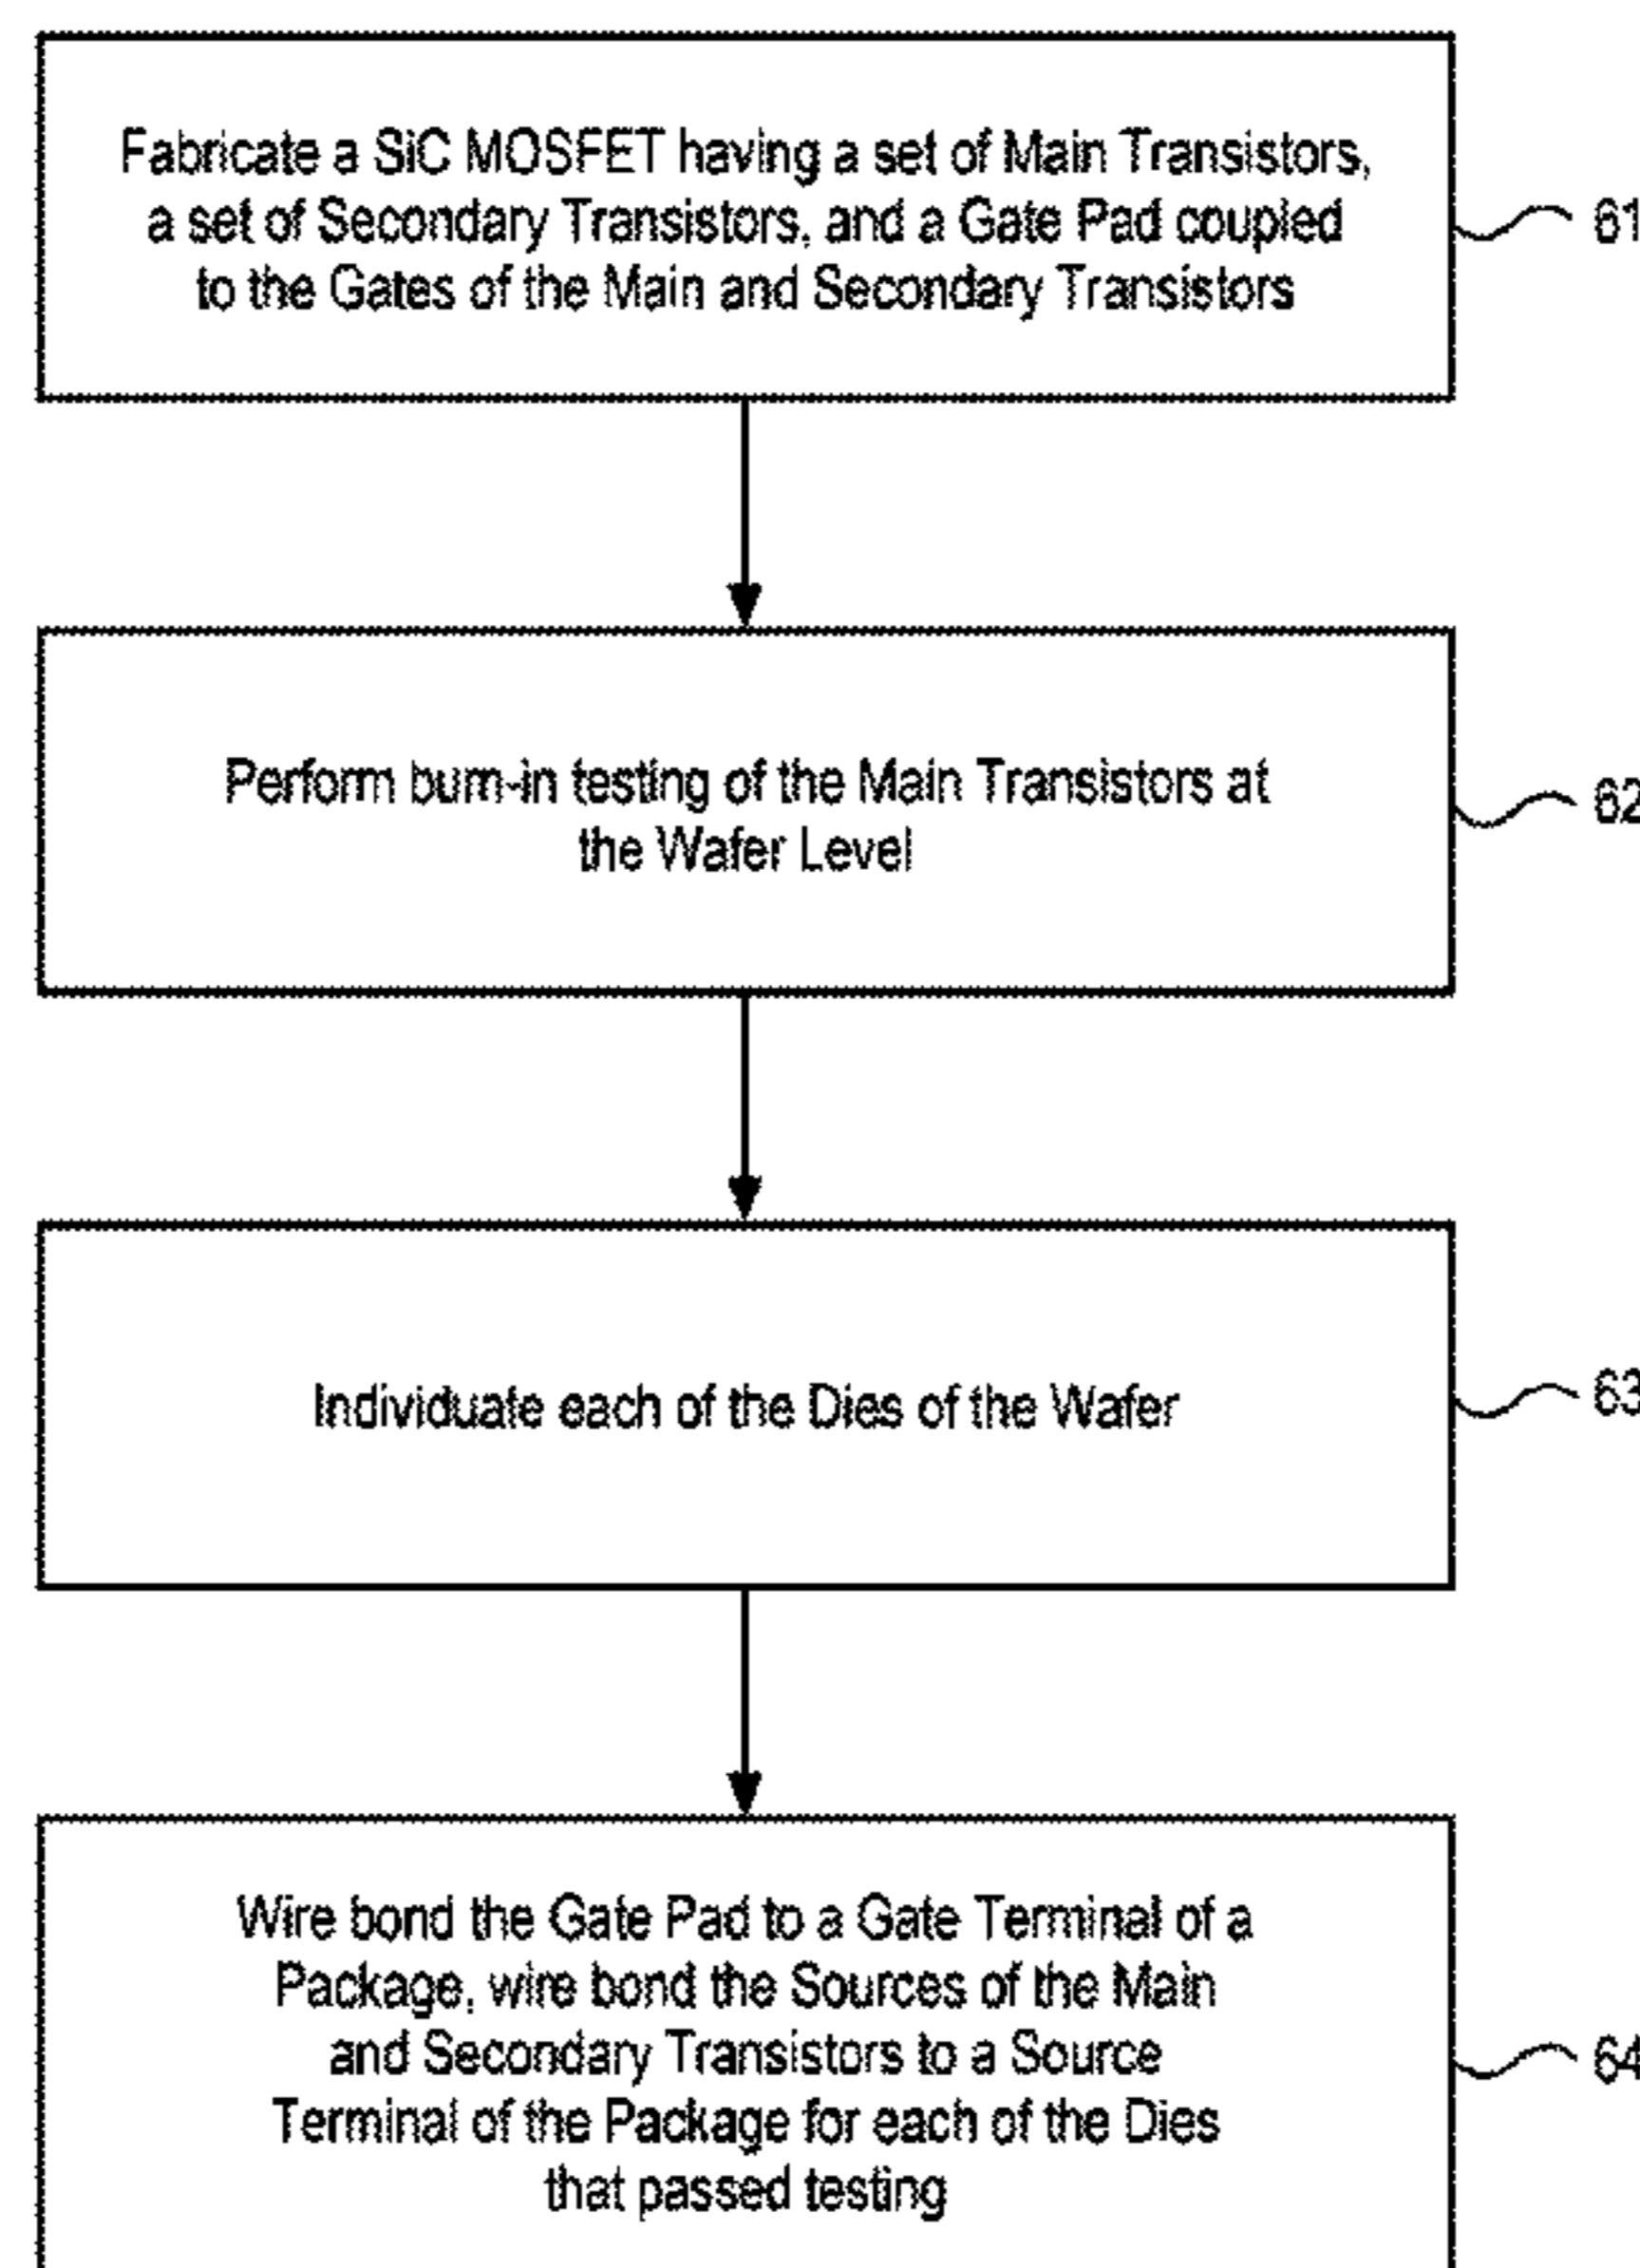 Fabricate a SiC MOSFET having a set of Main Transistors,
a set of Secondary Transistors, and a Gate Pad coupled
to the Gates of the Main and Secondary Transistors
61
Perform burn-in testing of the Main Transistors at
the Wafer Level
62
Individuate each of the Dies of the Wafer
63
Wire bond the Gate Pad to a Gate Terminal of a
Package, wire bond the Sources of the Main
and Secondary Transistors to a Source
Terminal of the Package for each of the Dies
that passed testing
64